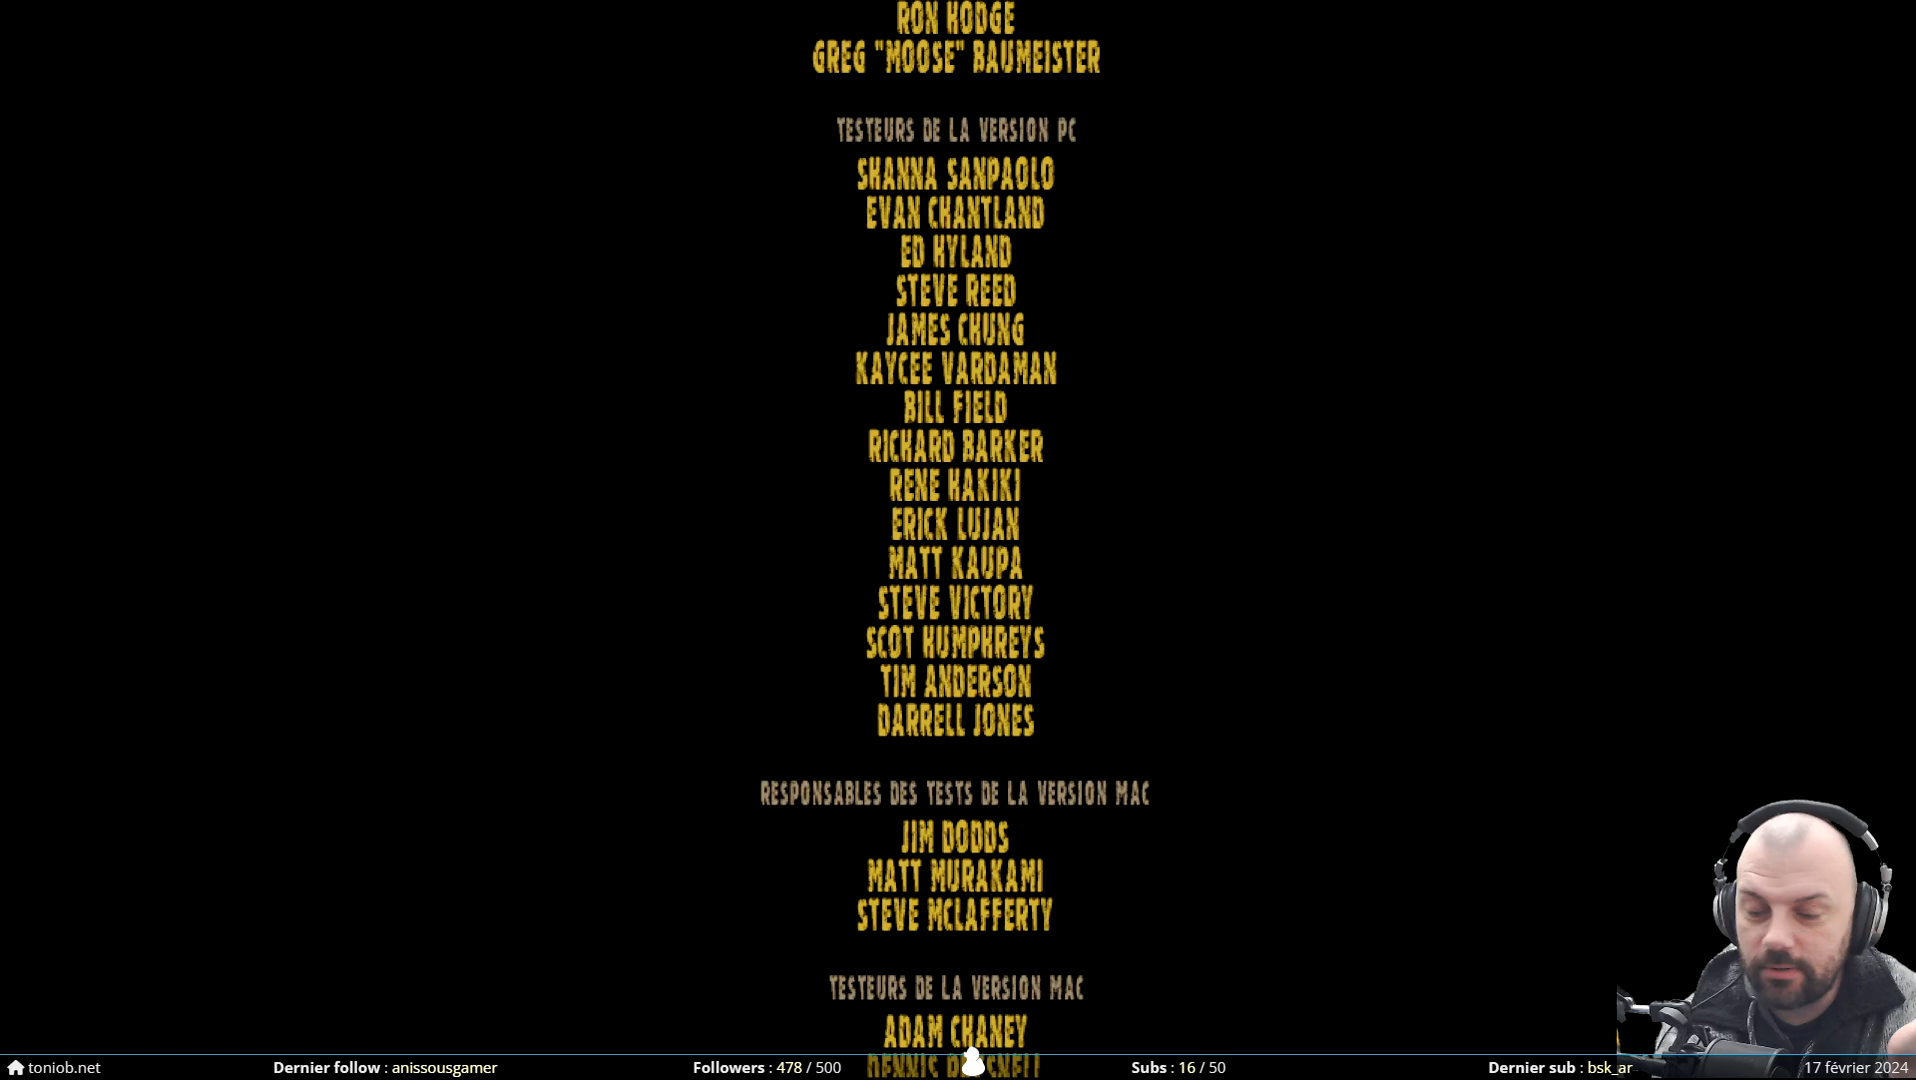 RON HODGE
GREG "MOOSE" BAUMEISTER
TESTEURS DE LA VERSION PC
SHANNA SANPAOLO
EVAN CHANTLAND
ED HYLAND
STEVE REED
JAMES CHUNG
KAYCEE VARDAMAN
BILL FIELD
RICHARD BARKER
RENE HAKIKI
ERICK LUJAN
MATT KAUPA
STEVE VICTORY
SCOT HUMPHREYS
TIM ANDERSON
DARRELL JONES
RESPONSABLES DES TESTS DE LA VERSION MAC
JIM DODDS
MATT MURAKAMI
STEVE MCLAFFERTY
TESTEURS DE LA VERSION MAC
ADAM CHANEY
DENNIS
toniob.net
Dernier follow : anissousgamer
Followers : 478 / 500
Subs : 16 / 50
Dernier sub : bsk_ar
17 février 2024